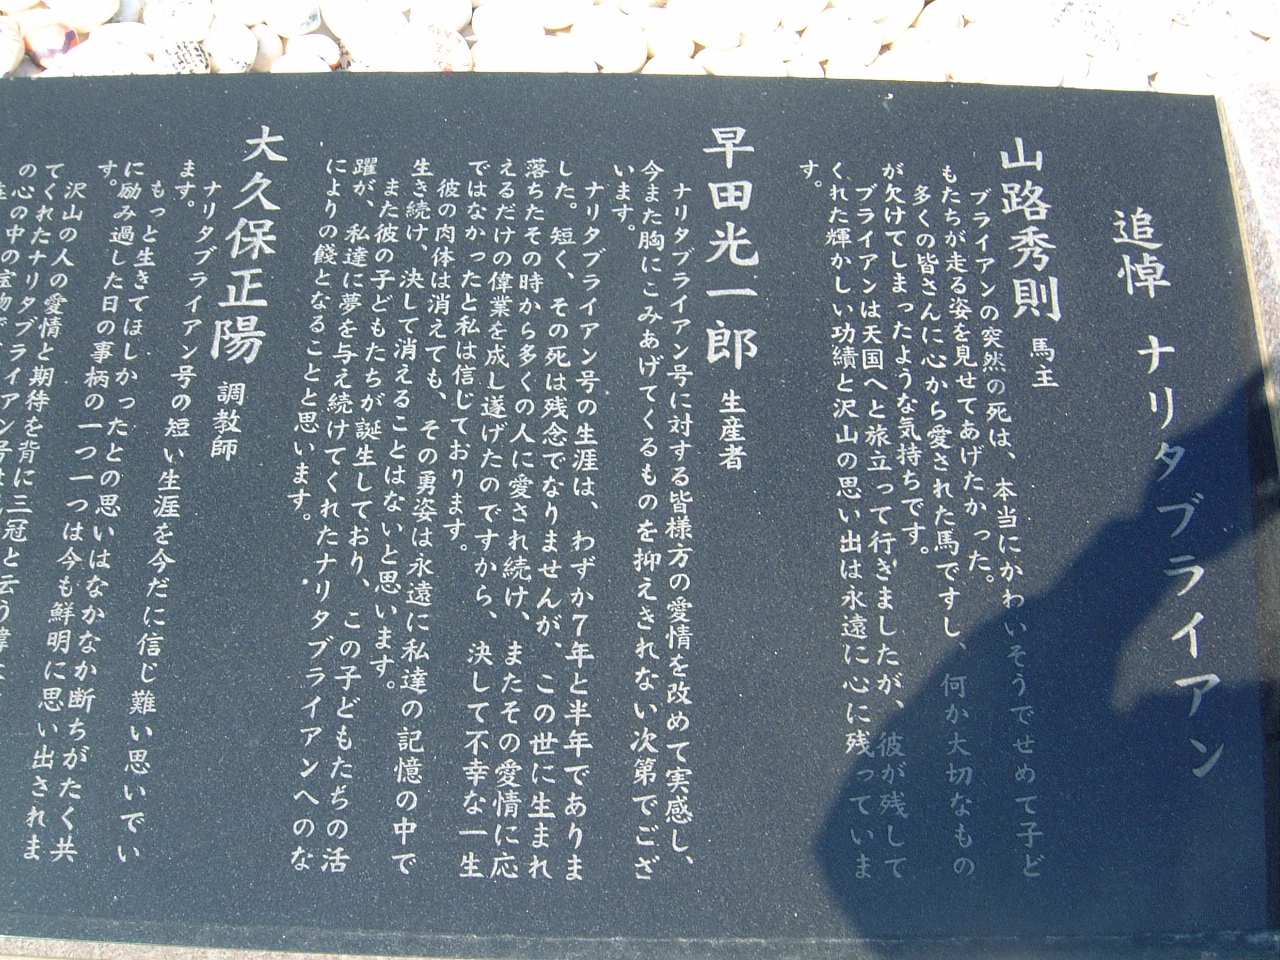 追悼 ナリタブライアン
山路秀則 馬主
ブライアンの突然の死は、本当にかわいそうでせめて子ど
もたちが走る姿を見せてあげたかった。
多くの皆さんに心から愛された馬ですし、何か大切なもの
が欠けてしまったような気持ちです。
ブライアンは天国へと旅立って行ぎましたが、彼が残して
くれた輝かしい功績と沢山の思い出は永遠に心に残っていま
す。
早田光一郎 生産者
ナリタブライアン号に対する皆様方の愛情を改めて実感し、
今また胸にこみあげてくるものを抑えきれない次第でござ
います。
ナリタブライアン号の生涯は、わずか7年と半年でありま
した。短く、その死は残念でなりませんが、この世に生まれ
落ちたその時から多くの人に愛され続け、またその愛情に応
えるだけの偉業を成し遂げたのですから、決して不幸な一生
ではなかったと私は信じております。
彼の肉体は消えても、その勇姿は永遠に私達の記憶の中で
生き続け、決して消えることはないと思います。
また彼の子どもたちが誕生しており、この子どもたちの活
躍が、私達に夢を与え続けてくれたナリタブライアンへのな
によりの餞となることと思います。
大久保正陽 調教師
ナリタブライアン号の短い生涯を今だに信じ難い思いでい
ます。
もっと生きてほしかったとの思いはなかなか断ちがたく共
に励み過した日の事柄の一つ一つは今も鮮明に思い出されま
す。
沢山の人の愛情と期待を背に三冠と云う偉
てくれたナリタブライアン号は
の心の中の宝物で